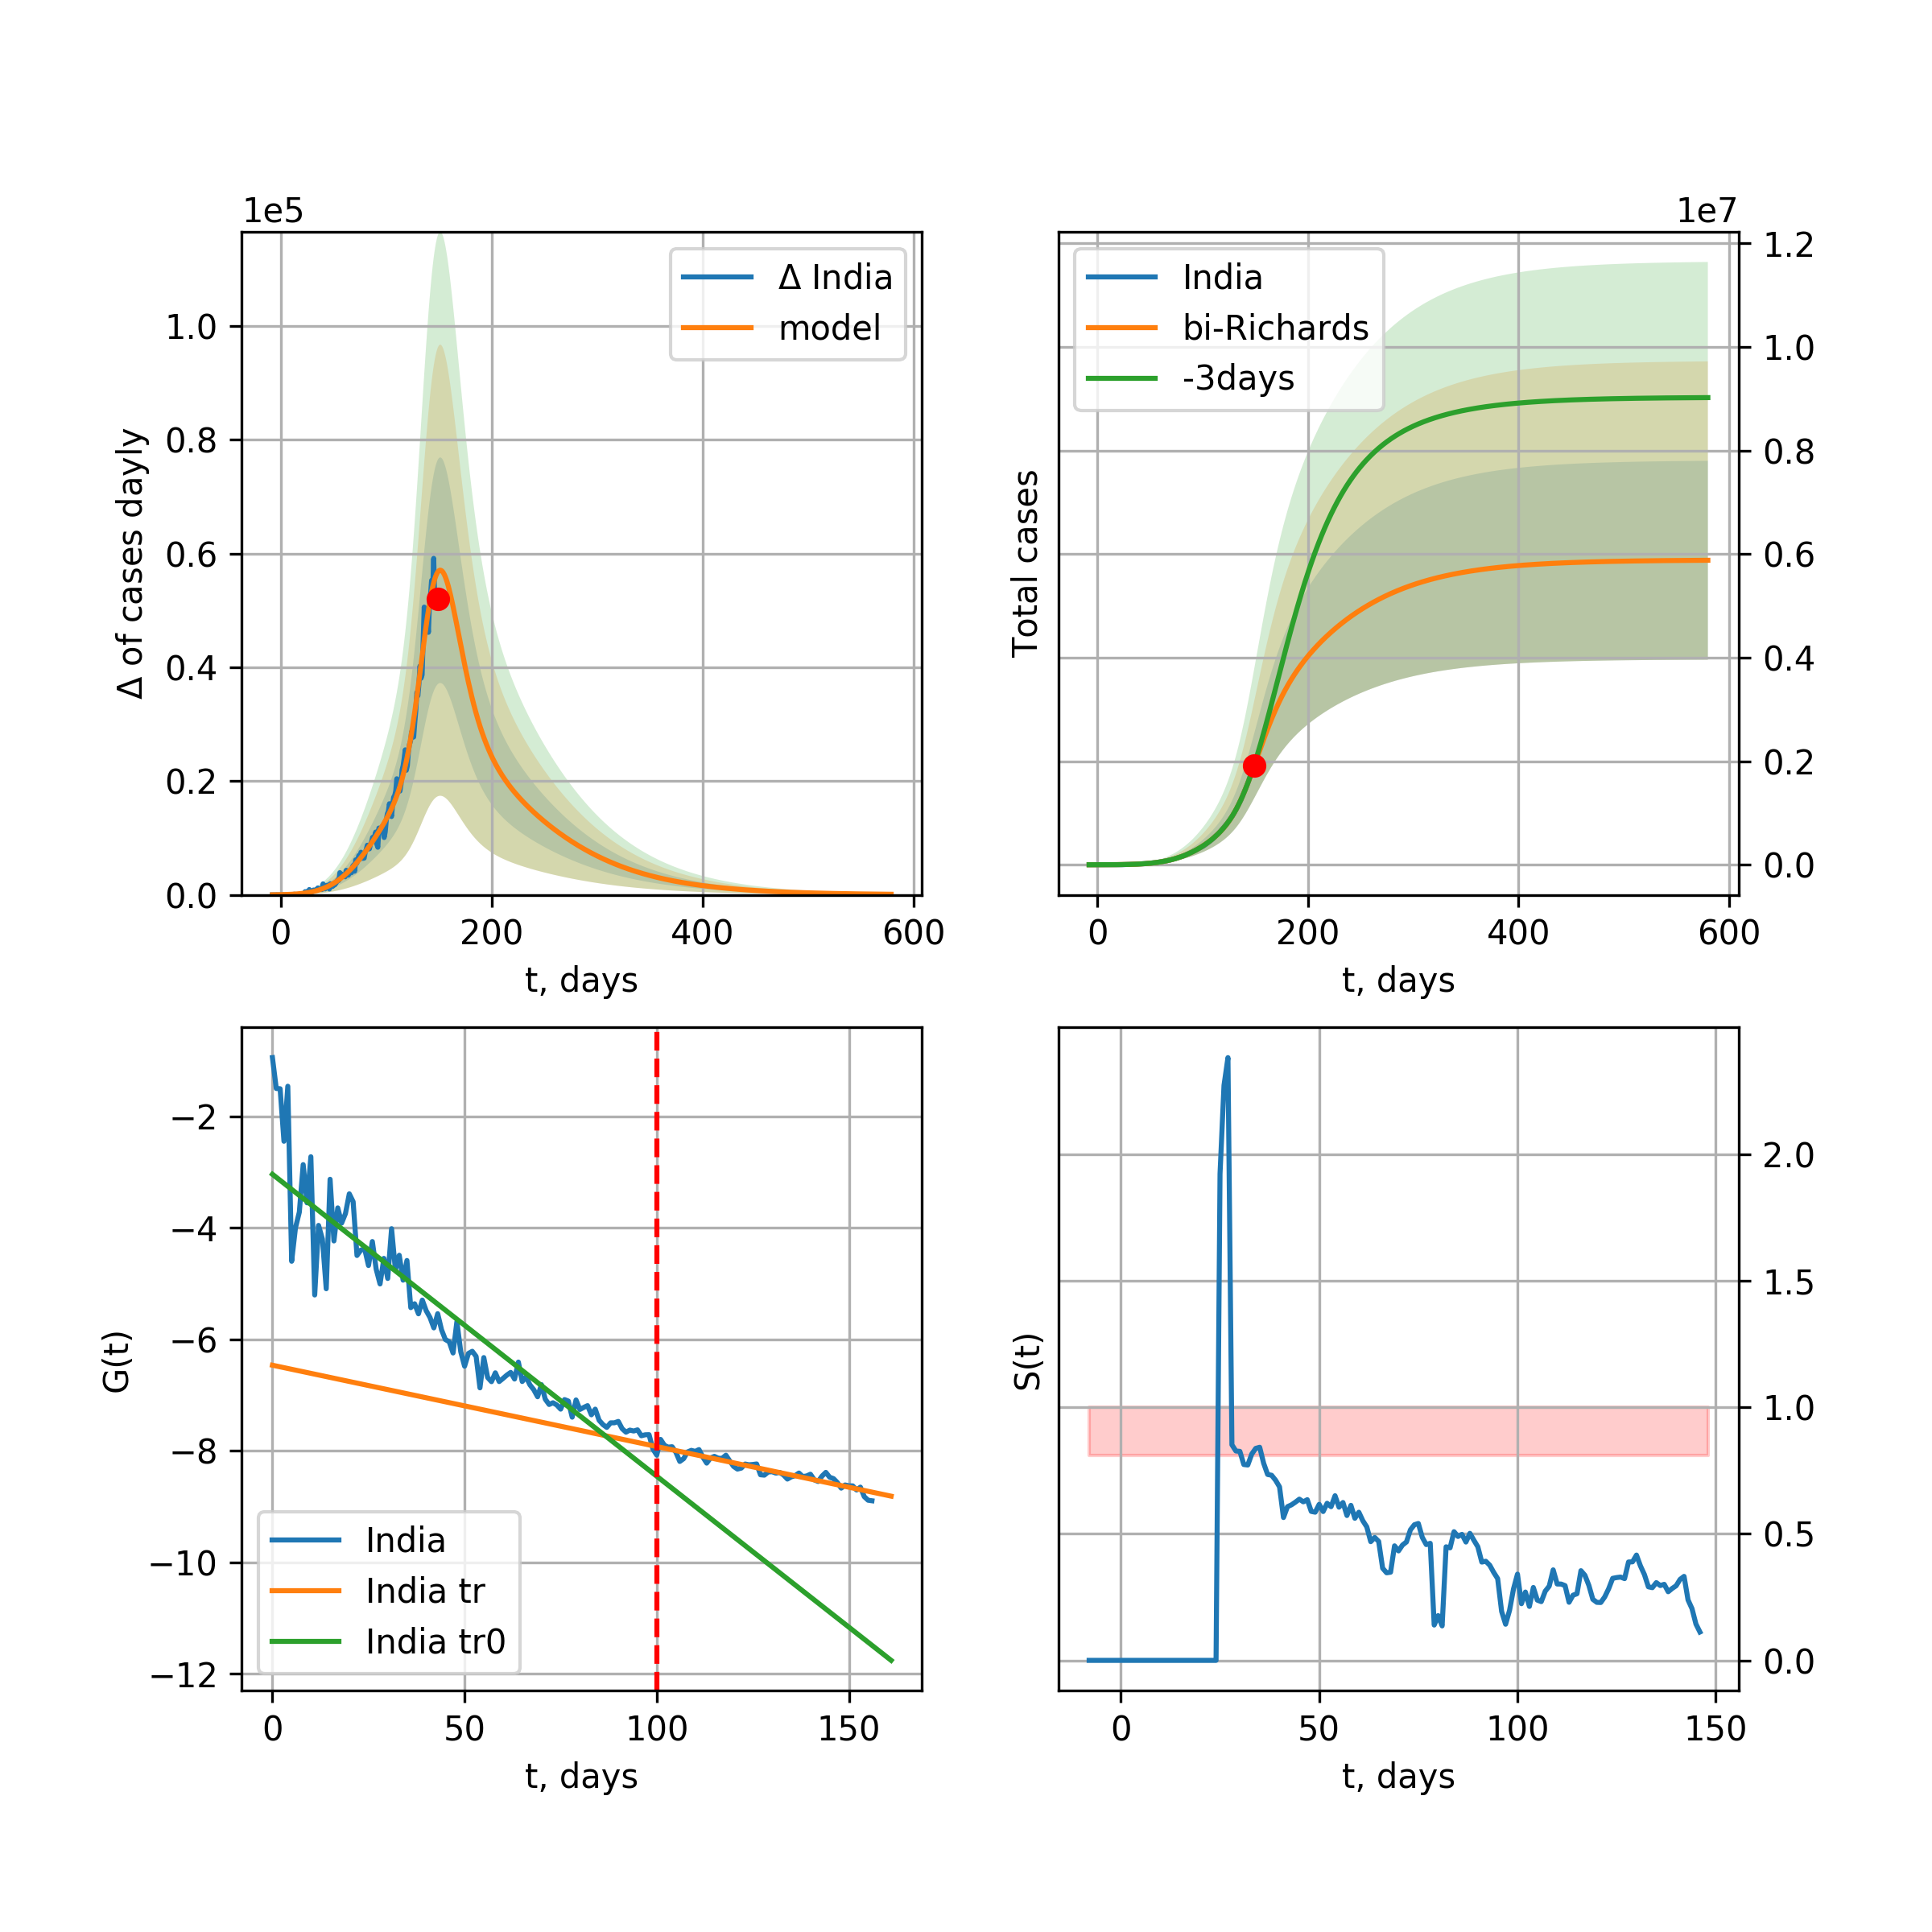 1e5
Δ of cases dayly
1.0
0.8
0.6
0.4
0.2
0.0
0 200 400 600
t, days
Δ India
model
1e7
Total cases
1.2
1.0
0.8
0.6
0.4
0.2
0.0
0 200 400 600
t, days
India
bi-Richards
-3days
G(t)
−2
−4
−6
−8
−10
−12
0 50 100 150
t, days
India
India tr
India tr0
S(t)
2.0
1.5
1.0
0.5
0.0
0 50 100 150
t, days